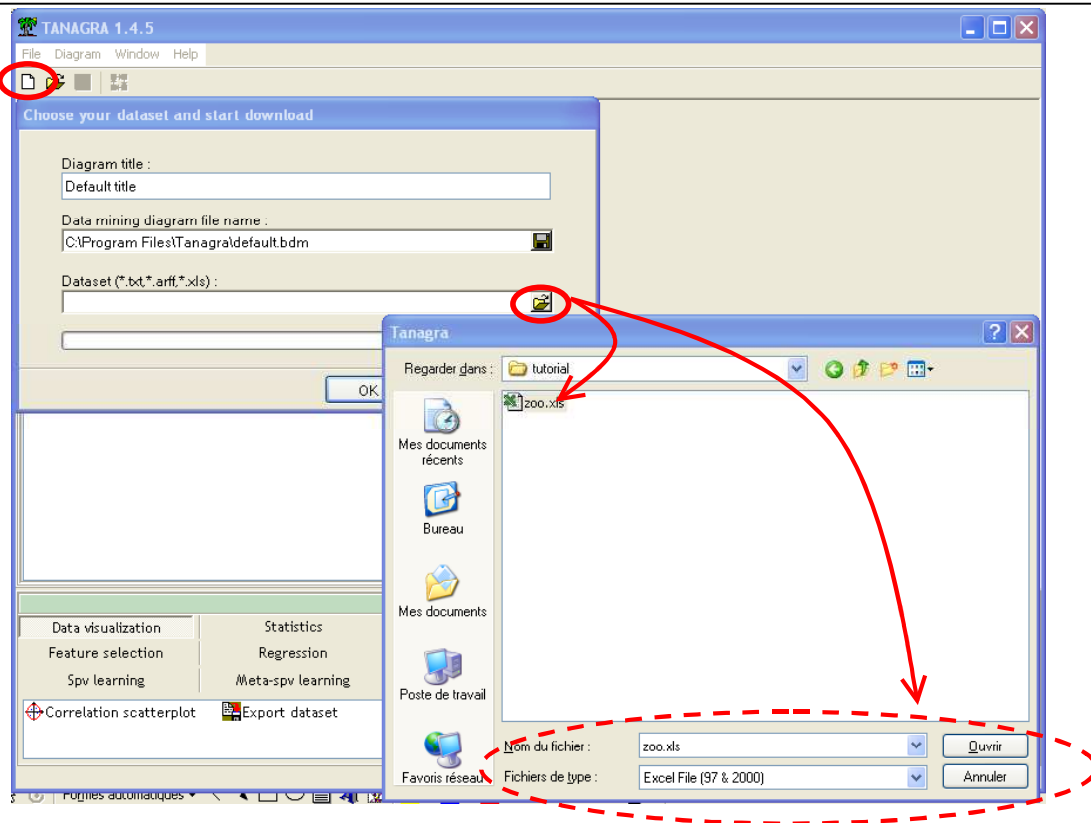 TANAGRA 1.4.5
File Diagram Window Help
Choose your dataset and start download
Diagram title :
Default title
Data mining diagram file name :
C:\Program Files\Tanagra\default.bdm
Dataset (*.txt,*.arff,*.xls) :
OK
Tanagra
Regarder dans :
tutorial
zoo.xls
Mes documents
récents
Bureau
Mes documents
Poste de travail
Favoris réseau
Nom du fichier :
zoo.xls
Ouvrir
Fichiers de type :
Excel File (97 & 2000)
Annuler
Data visualization
Statistics
Feature selection
Regression
Spv learning
Meta-spv learning
Correlation scatterplot
Export dataset
Formes automatiques